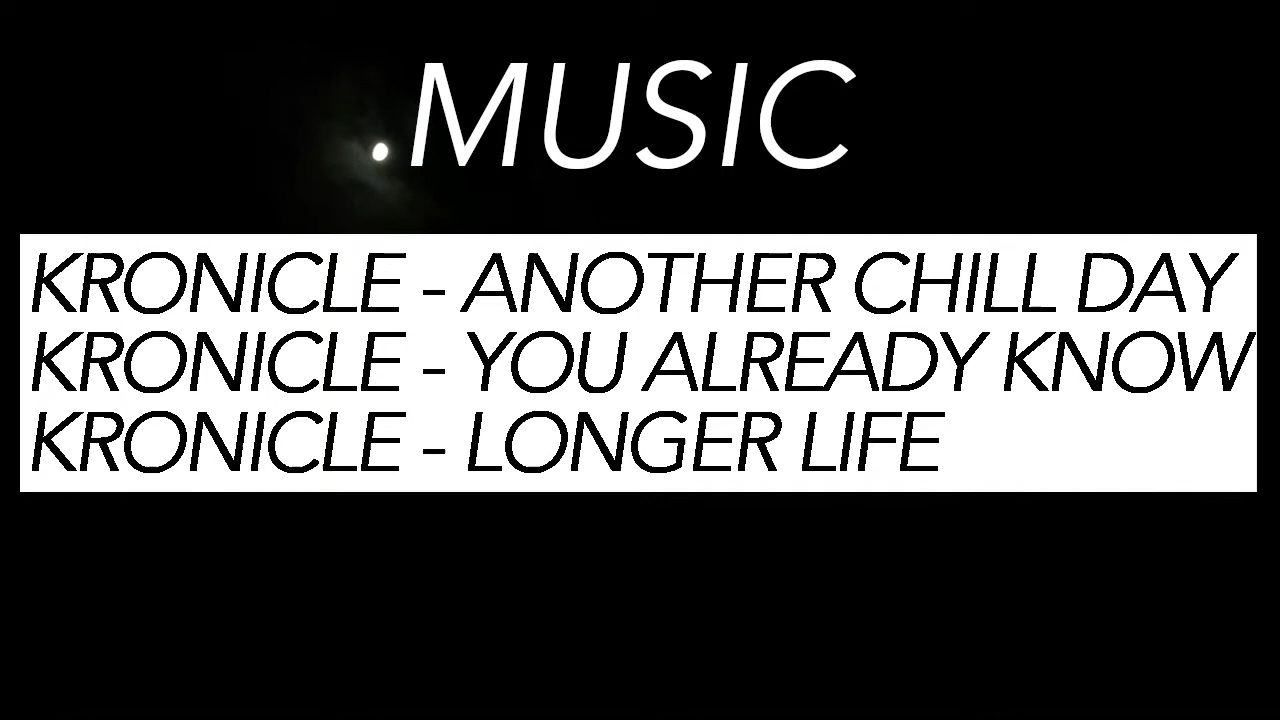 MUSIC
KRONICLE - ANOTHER CHILL DAY
KRONICLE - YOU ALREADY KNOW
KRONICLE - LONGER LIFE